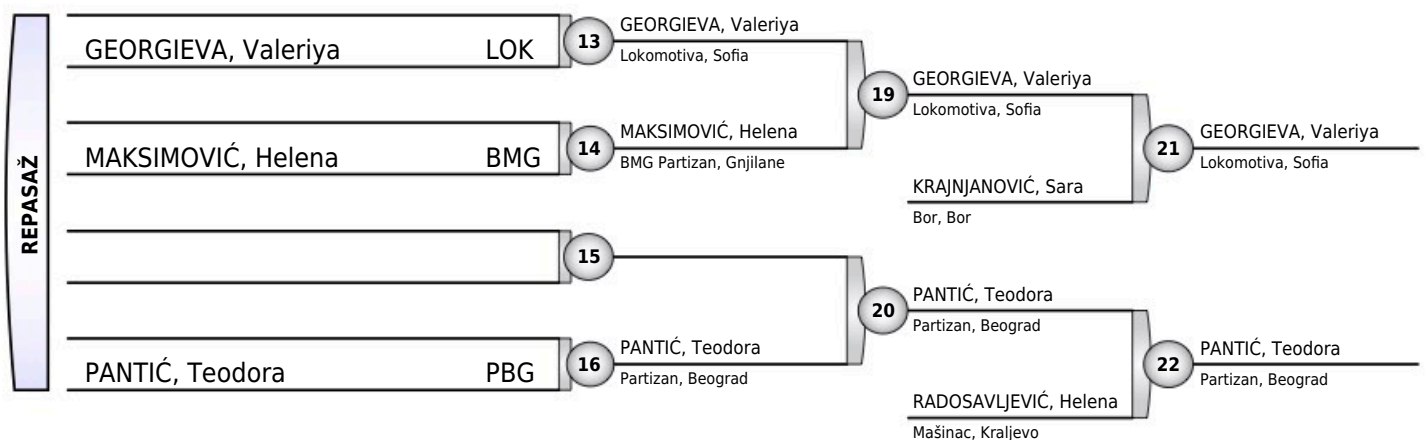 REPASAŽ
GEORGIEVA, Valeriya LOK
13
GEORGIEVA, Valeriya
Lokomotiva, Sofia
MAKSIMOVIĆ, Helena BMG
14
MAKSIMOVIĆ, Helena
BMG Partizan, Gnjilane
19
GEORGIEVA, Valeriya
Lokomotiva, Sofia
KRAJNJANOVIĆ, Sara
Bor, Bor
21
GEORGIEVA, Valeriya
Lokomotiva, Sofia
15
PANTIĆ, Teodora PBG
16
PANTIĆ, Teodora
Partizan, Beograd
20
PANTIĆ, Teodora
Partizan, Beograd
RADOSAVLJEVIĆ, Helena
Mašinac, Kraljevo
22
PANTIĆ, Teodora
Partizan, Beograd